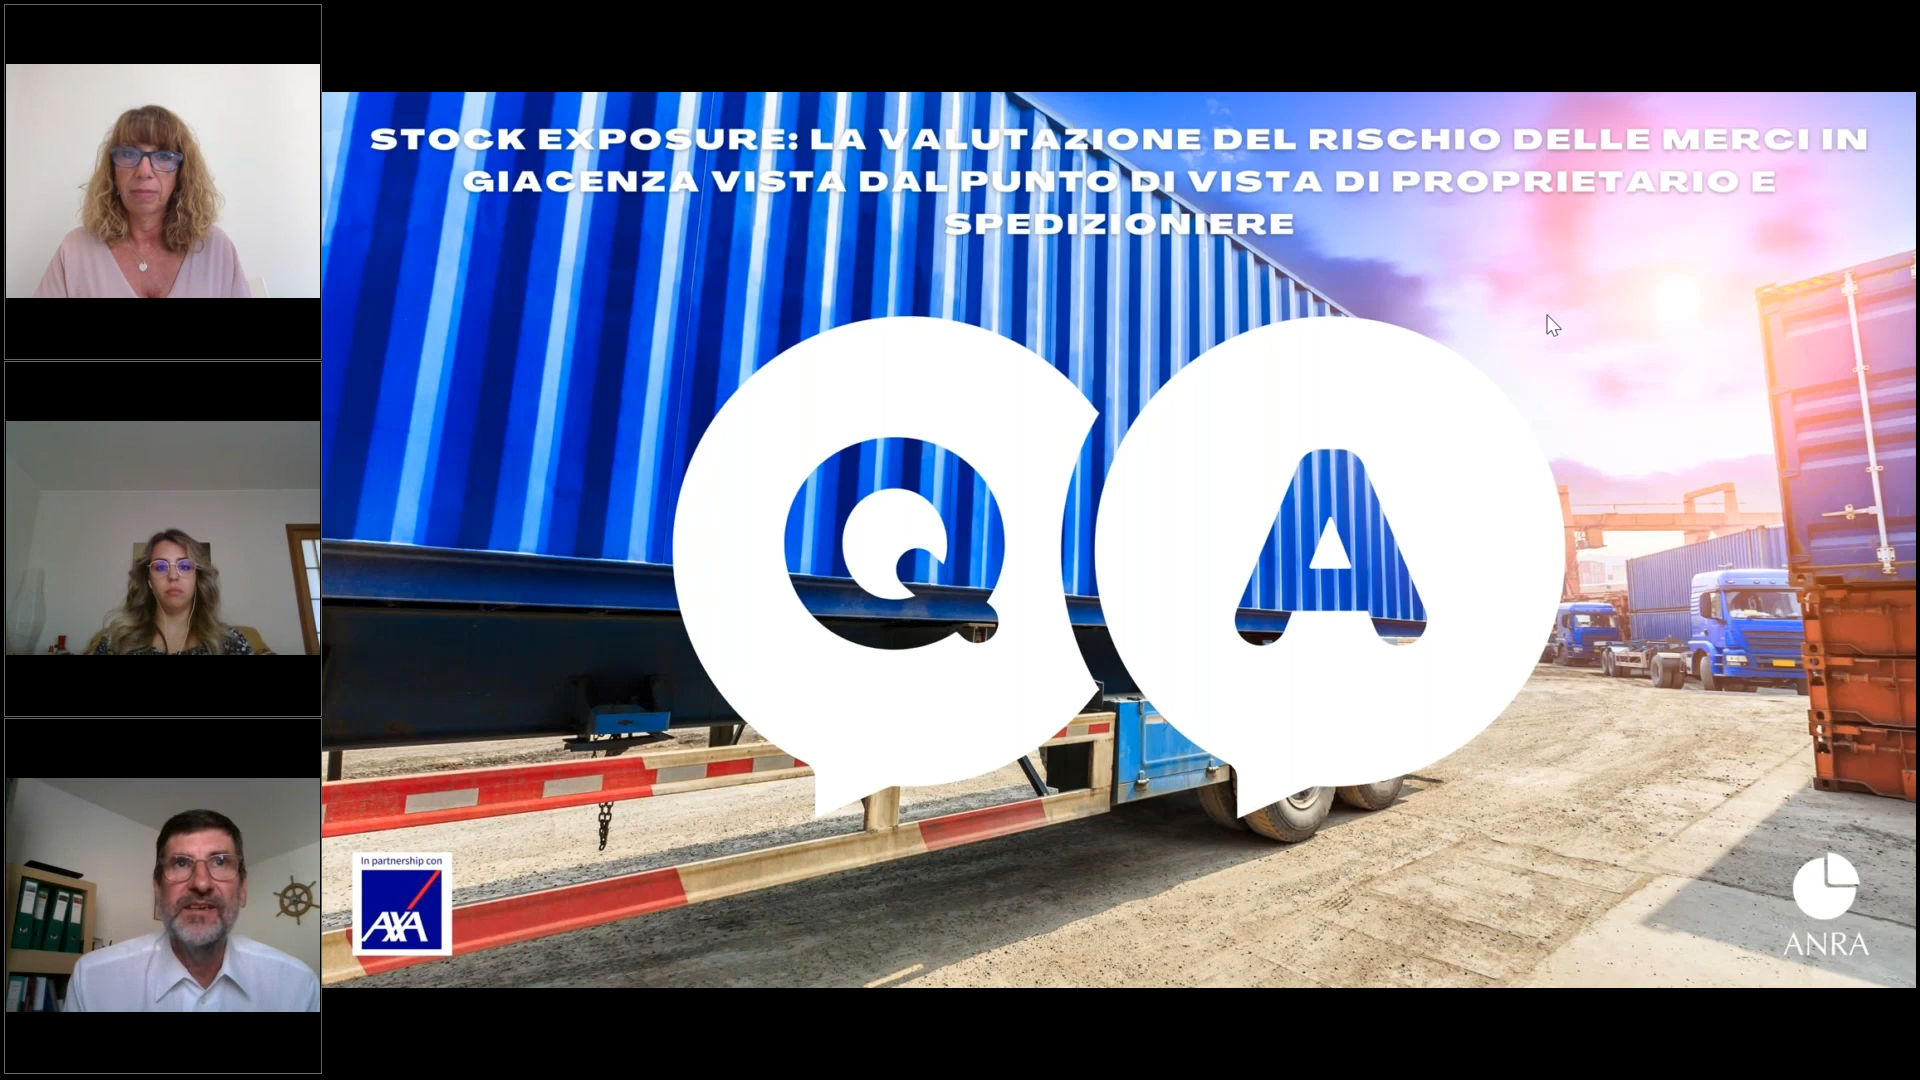 STOCK EXPOSURE: LA VALUTAZIONE DEL RISCHIO DELLE MERCI IN
GIACENZA VISTA DAL PUNTO DI VISTA DI PROPRIETARIO E
SPEDIZIONIERE
Q A
In partnership con
AXA
ANRA